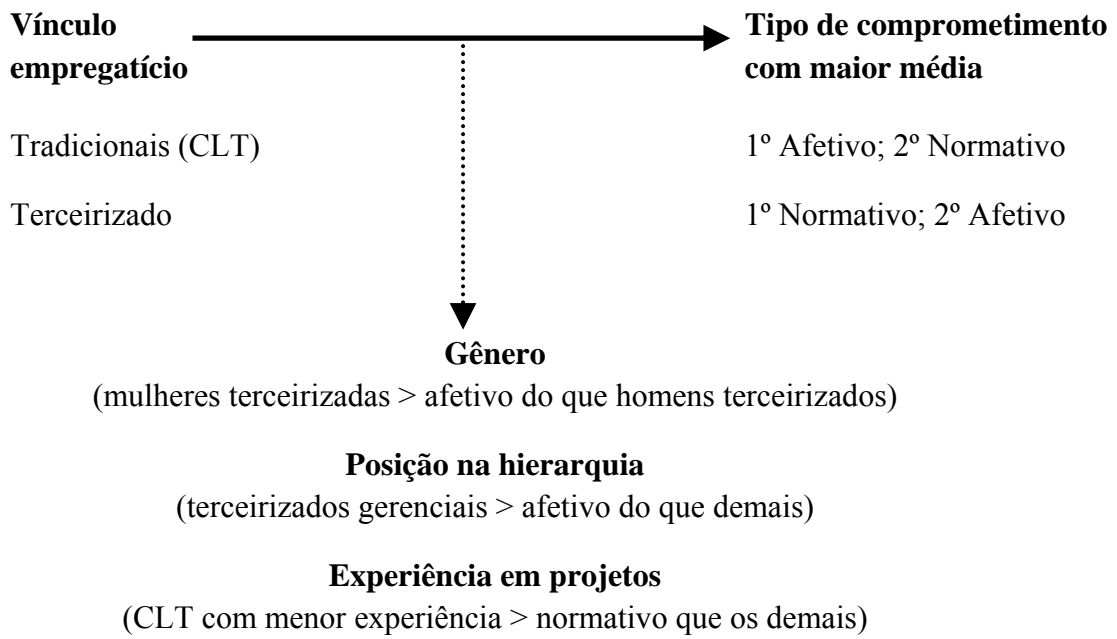 Vínculo
empregatício
Tipo de comprometimento
com maior média
Tradicionais (CLT)
1º Afetivo; 2º Normativo
Terceirizado
1º Normativo; 2º Afetivo
Gênero
(mulheres terceirizadas > afetivo do que homens terceirizados)
Posição na hierarquia
(terceirizados gerenciais > afetivo do que demais)
Experiência em projetos
(CLT com menor experiência > normativo que os demais)